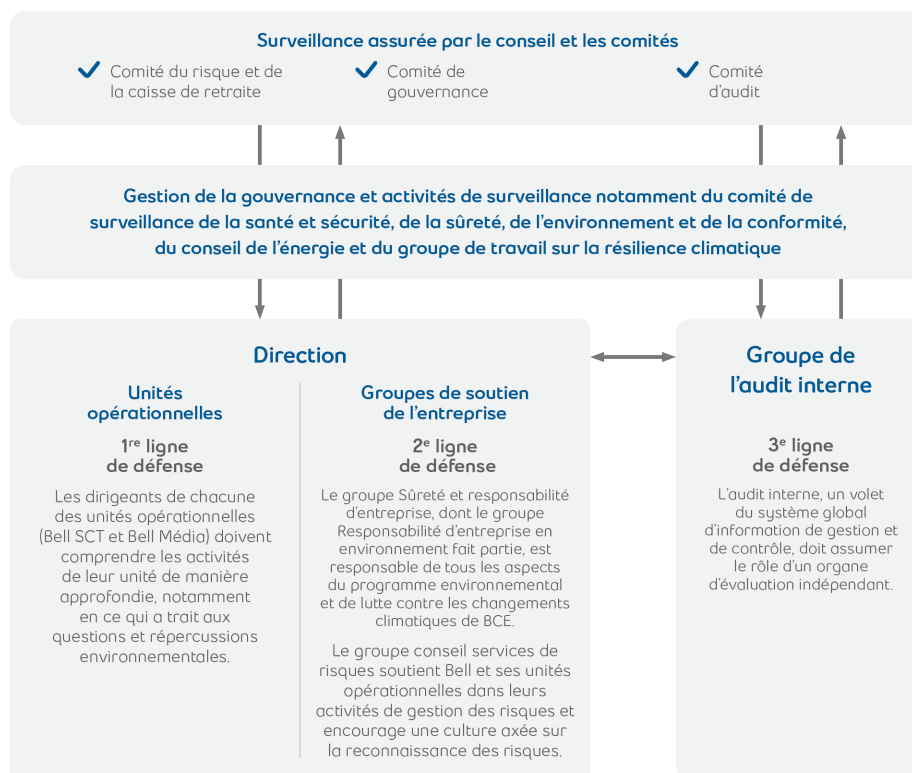 Surveillance assurée par le conseil et les comités
Comité du risque et de
la caisse de retraite
Comité de
gouvernance
Comité
d’audit
Gestion de la gouvernance et activités de surveillance notamment du comité de
surveillance de la santé et sécurité, de la sûreté, de l’environnement et de la conformité,
du conseil de l’énergie et du groupe de travail sur la résilience climatique
Direction
Unités
opérationnelles
1re ligne
de défense
Les dirigeants de chacune
des unités opérationnelles
(Bell SCT et Bell Média) doivent
comprendre les activités
de leur unité de manière
approfondie, notamment
en ce qui a trait aux
questions et répercussions
environnementales.
Groupes de soutien
de l’entreprise
2e ligne
de défense
Le groupe Sûreté et responsabilité
d’entreprise, dont le groupe
Responsabilité d’entreprise en
environnement fait partie, est
responsable de tous les aspects
du programme environnemental
et de lutte contre les changements
climatiques de BCE.
Le groupe conseil services de
risques soutient Bell et ses unités
opérationnelles dans leurs
activités de gestion des risques et
encourage une culture axée sur
la reconnaissance des risques.
Groupe de
l’audit interne
3e ligne
de défense
L’audit interne, un volet
du système global
d’information de gestion et
de contrôle, doit assumer
le rôle d’un organe
d’évaluation indépendant.